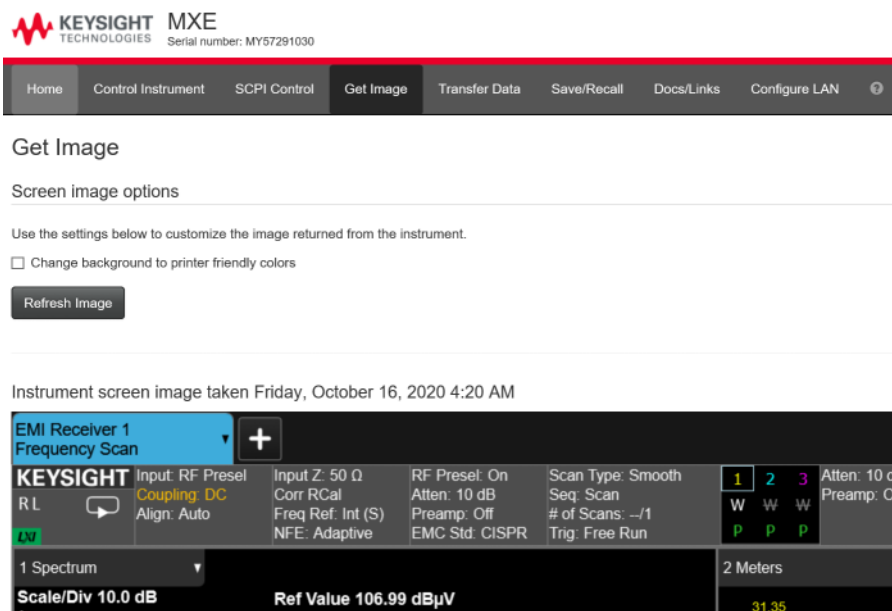 KEYSIGHT TECHNOLOGIES MXE
Serial number: MY57291030
Home Control Instrument SCPI Control Get Image Transfer Data Save/Recall Docs/Links Configure LAN ?
Get Image
Screen image options
Use the settings below to customize the image returned from the instrument.
Change background to printer friendly colors
Refresh Image
Instrument screen image taken Friday, October 16, 2020 4:20 AM
EMI Receiver 1
Frequency Scan
+
KEYSIGHT Input: RF Presel Input Z: 50 Ω RF Presel: On Scan Type: Smooth 1 2 3 Atten: 10
R L Coupling: DC Corr RCal Atten: 10 dB Seq: Scan W W W Preamp:
Align: Auto Freq Ref: Int (S) Preamp: Off # of Scans: --/1
LXI NFE: Adaptive EMC Std: CISPR Trig: Free Run P P P
1 Spectrum 2 Meters
Scale/Div 10.0 dB Ref Value 106.99 dBµV 31.35